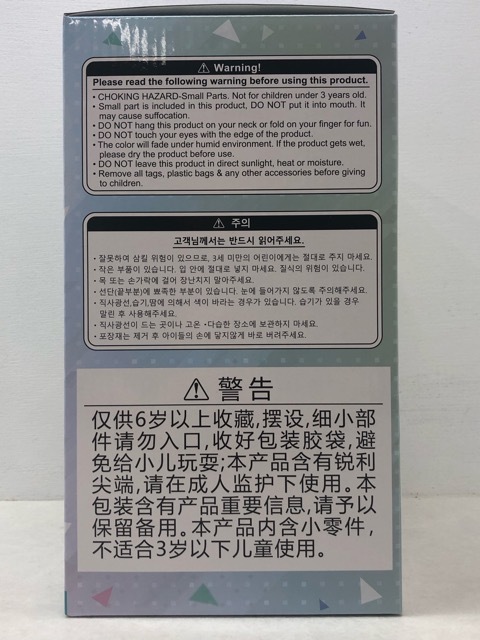 ⚠ Warning!
Please read the following warning before using this product.
• CHOKING HAZARD-Small Parts. Not for children under 3 years old.
• Small part is included in this product, DO NOT put it into mouth. It
may cause suffocation.
• DO NOT hang this product on your neck or fold on your finger for fun.
• DO NOT touch your eyes with the edge of the product.
• The color will fade under humid environment. If the product gets wet,
please dry the product before use.
• DO NOT leave this product in direct sunlight, heat or moisture.
• Remove all tags, plastic bags & any other accessories before giving
to children.
⚠ 주의
고객님께서는 반드시 읽어주세요.
• 잘못하여 삼킬 위험이 있으므로, 3세 미만의 어린이에게는 절대로 주지 마세요.
• 작은 부품이 있습니다. 입 안에 절대로 넣지 마세요. 질식의 위험이 있습니다.
• 목 또는 손가락에 걸어 장난치지 말아주세요.
• 선단(끝부분)에 뾰족한 부분이 있습니다. 눈에 들어가지 않도록 주의해주세요.
• 직사광선,습기,땀에 의해서 색이 바라는 경우가 있습니다. 습기가 있을 경우
말린 후 사용해주세요.
• 직사광선이 드는 곳이나 고온 •다습한 장소에 보관하지 마세요.
• 포장재는 제거 후 아이들의 손에 닿지않게 바로 버려주세요.
⚠ 警告
仅供6岁以上收藏,摆设,细小部
件请勿入口,收好包装胶袋,避
免给小儿玩耍;本产品含有锐利
尖端,请在成人监护下使用。本
包装含有产品重要信息,请予以
保留备用。本产品内含小零件,
不适合3岁以下儿童使用。